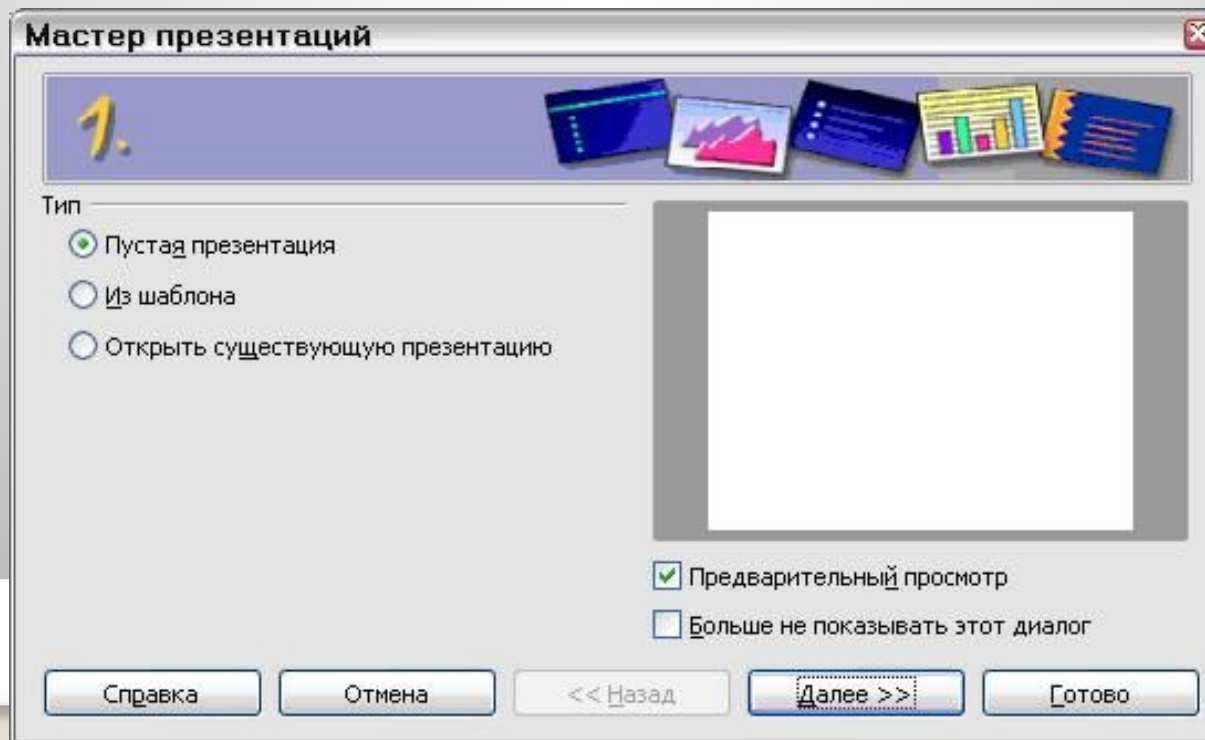 Мастер презентаций
1.
Тип
Пустая презентация
Из шаблона
Открыть существующую презентацию
Предварительный просмотр
Больше не показывать этот диалог
Справка Отмена << Назад Далее >> Готово